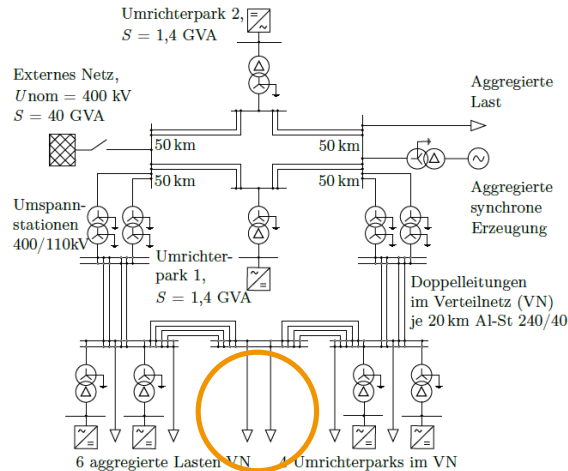 Umrichterpark 2,
S = 1,4 GVA
Externes Netz,
Unom = 400 kV
S = 40 GVA
Aggregierte
Last
50 km
50 km
50 km
50 km
Aggregierte
synchrone
Erzeugung
Umspann-
stationen
400/110kV
Umrichter-
park 1,
S = 1,4 GVA
Doppelleitungen
im Verteilnetz (VN)
je 20 km Al-St 240/40
6 aggregierte Lasten VN
4 Umrichterparks im VN